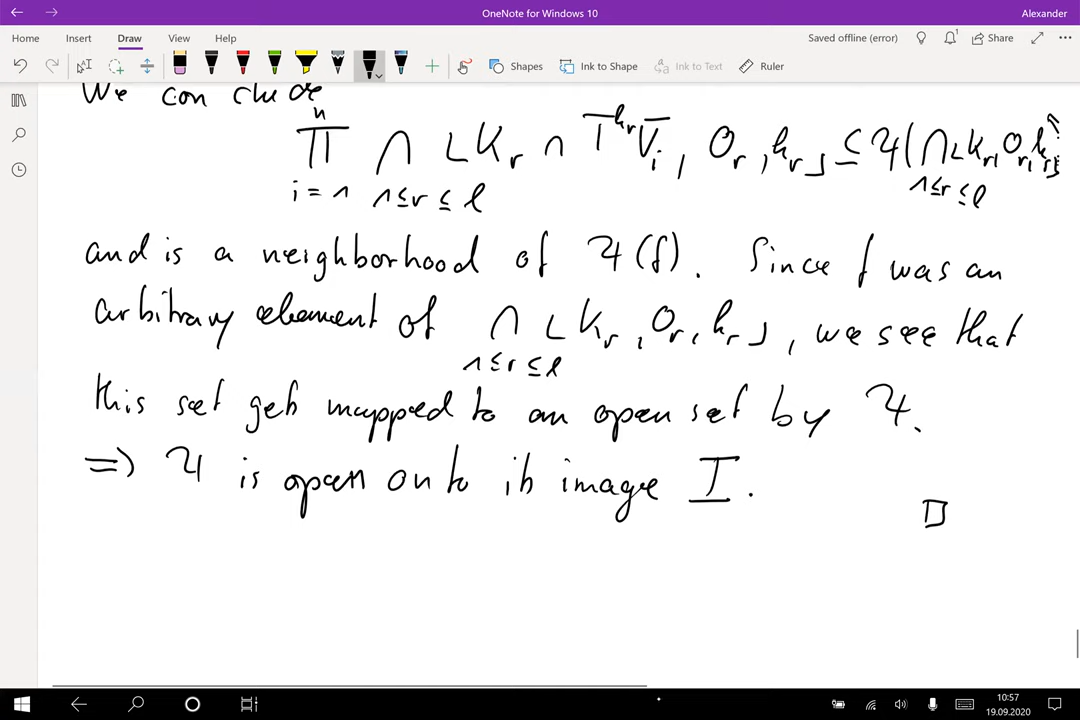 OneNote for Windows 10
Alexander
Home Insert Draw View Help
Saved offline (error)
Share
Shapes
Ink to Shape
Ink to Text
Ruler
We conclude
∏_{i=1}^{n} ∩_{1≤r≤l} ⌊K_r ∩ T^{k_r} V̄_i, O_r, k_r⌋ ⊆ Ψ(∩_{1≤r≤l} ⌊K_r, O_r, k_r⌋)
and is a neighborhood of Ψ(f). Since f was an
arbitrary element of ∩_{1≤r≤l} ⌊K_r, O_r, k_r⌋, we see that
this set gets mapped to an open set by Ψ.
=> Ψ is open onto its image I.
□
10:57
19.09.2020